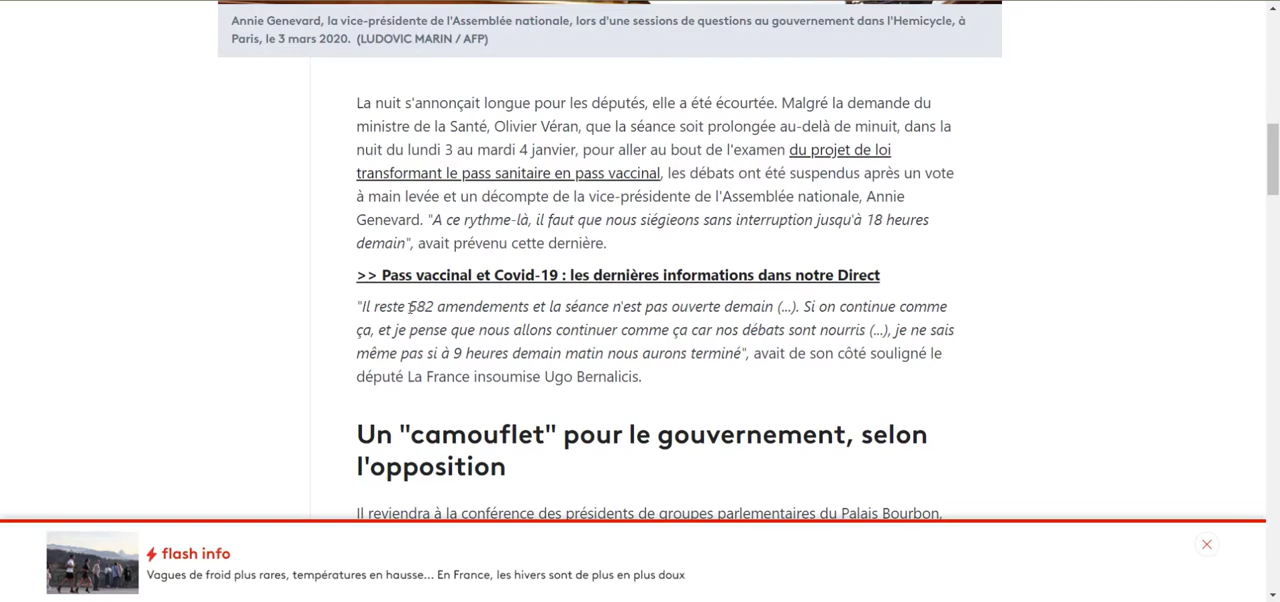 Annie Genevard, la vice-présidente de l'Assemblée nationale, lors d'une sessions de questions au gouvernement dans l'Hemicycle, à
Paris, le 3 mars 2020. (LUDOVIC MARIN / AFP)
La nuit s'annonçait longue pour les députés, elle a été écourtée. Malgré la demande du
ministre de la Santé, Olivier Véran, que la séance soit prolongée au-delà de minuit, dans la
nuit du lundi 3 au mardi 4 janvier, pour aller au bout de l'examen du projet de loi
transformant le pass sanitaire en pass vaccinal, les débats ont été suspendus après un vote
à main levée et un décompte de la vice-présidente de l'Assemblée nationale, Annie
Genevard. "A ce rythme-là, il faut que nous siégieons sans interruption jusqu'à 18 heures
demain", avait prévenu cette dernière.
>> Pass vaccinal et Covid-19 : les dernières informations dans notre Direct
"Il reste 582 amendements et la séance n'est pas ouverte demain (...). Si on continue comme
ça, et je pense que nous allons continuer comme ça car nos débats sont nourris (...), je ne sais
même pas si à 9 heures demain matin nous aurons terminé", avait de son côté souligné le
député La France insoumise Ugo Bernalicis.
Un "camouflet" pour le gouvernement, selon
l'opposition
Il reviendra à la conférence des présidents de groupes parlementaires du Palais Bourbon,
flash info
Vagues de froid plus rares, températures en hausse... En France, les hivers sont de plus en plus doux